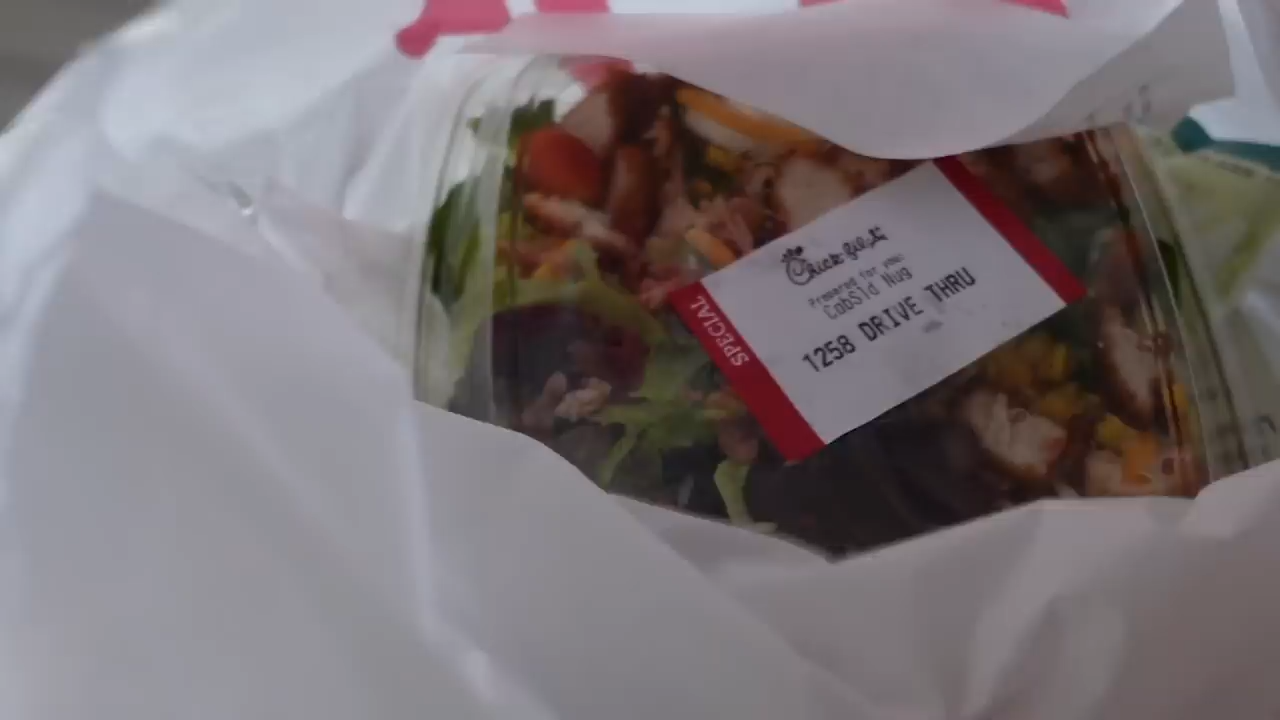 Chick-fil-A
Prepared for you:
CobSld Nug
1258 DRIVE THRU
SPECIAL